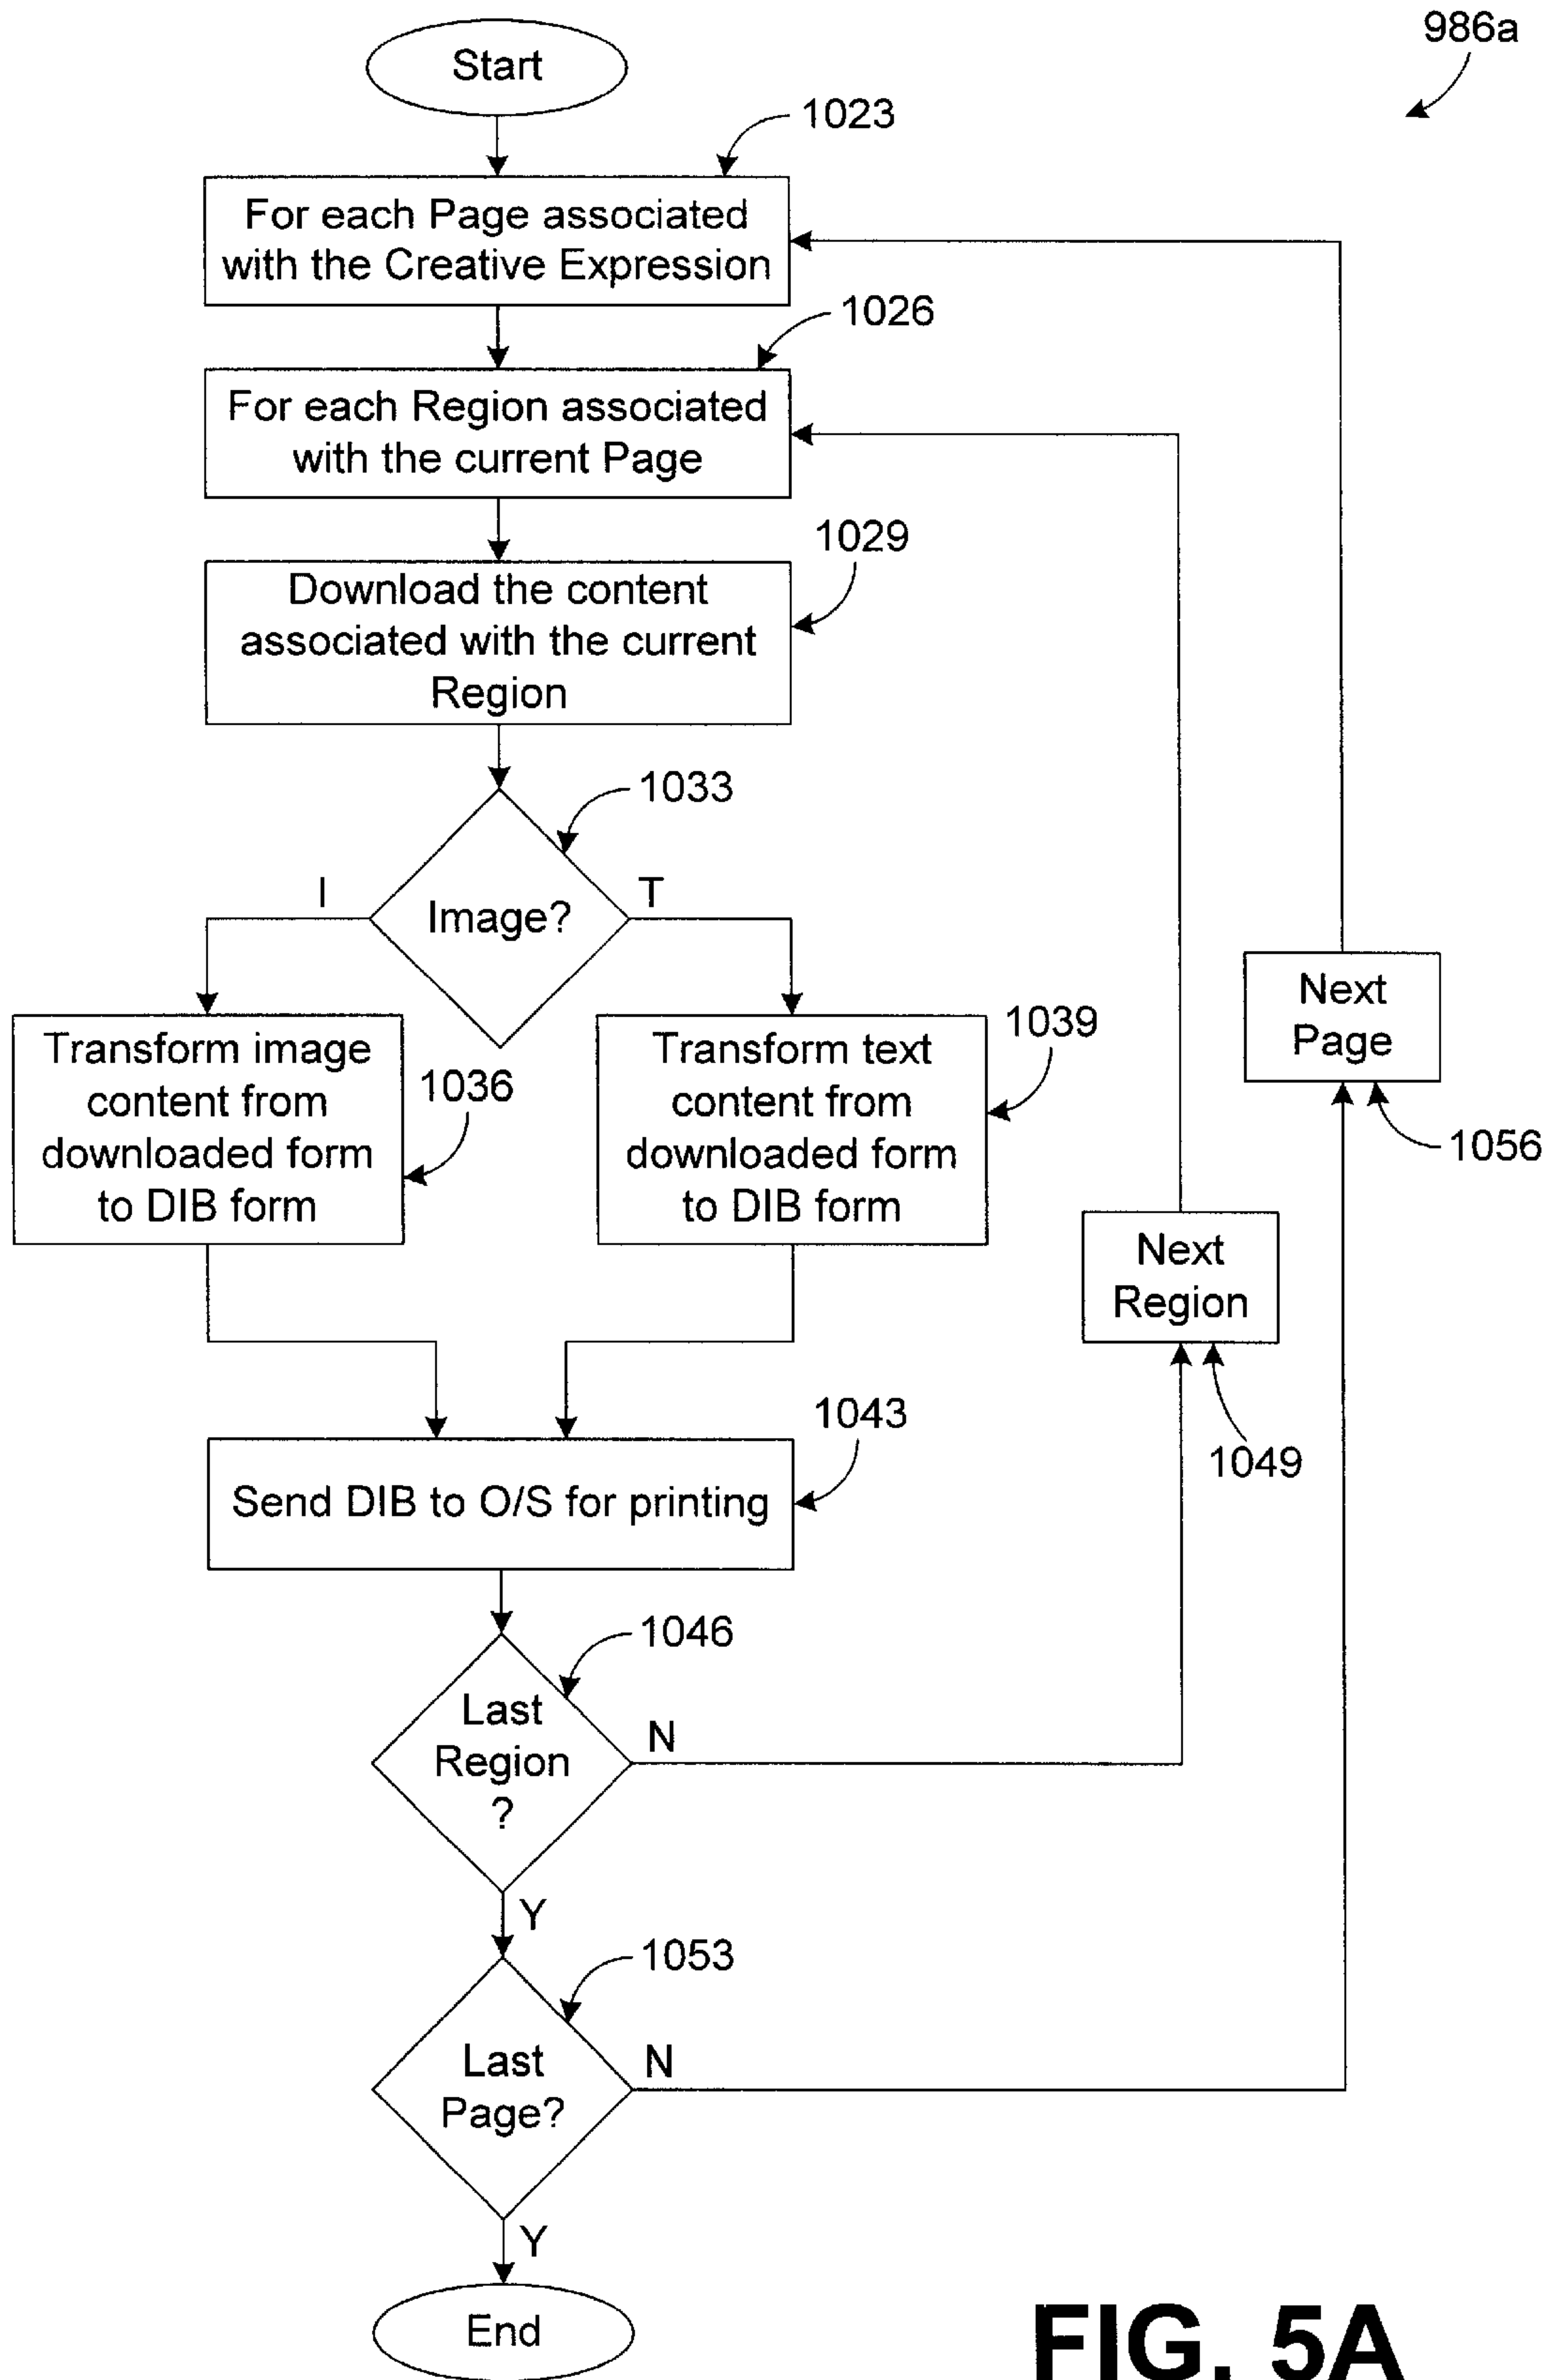 986a
Start
1023
For each Page associated
with the Creative Expression
1026
For each Region associated
with the current Page
1029
Download the content
associated with the current
Region
1033
I
T
Image?
Next
Page
1056
Transform image
content from
downloaded form
to DIB form
1036
Transform text
content from
downloaded form
to DIB form
1039
Next
Region
1049
1043
Send DIB to O/S for printing
1046
Last
Region
?
N
Y
1053
Last
Page?
N
Y
End
FIG. 5A